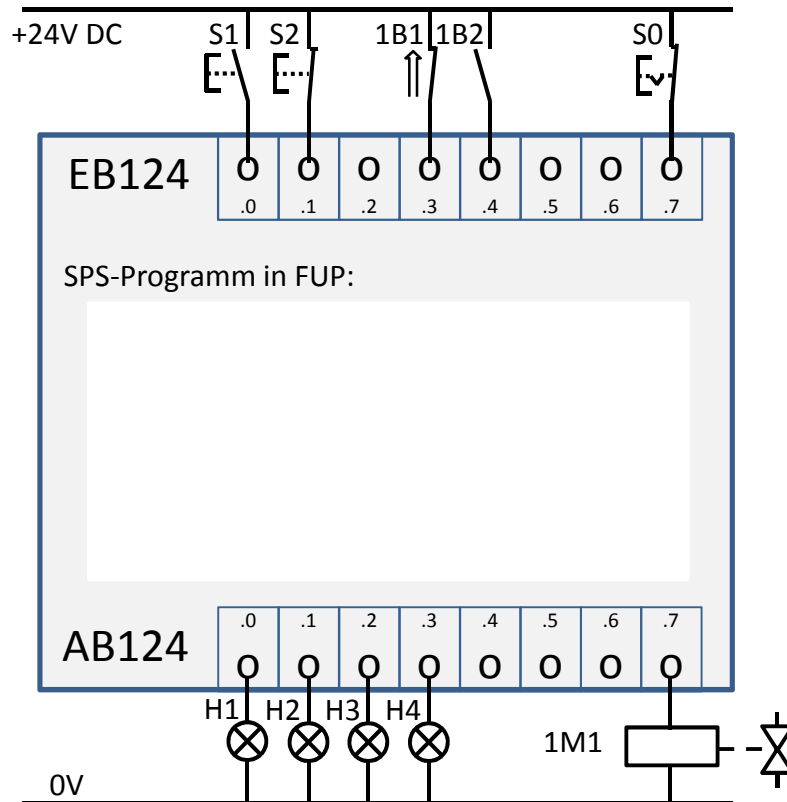 +24V DC S1 S2 1B1 1B2 S0
EB124
O O O O O O O O
.0 .1 .2 .3 .4 .5 .6 .7
SPS-Programm in FUP:
.0 .1 .2 .3 .4 .5 .6 .7
AB124
O O O O O O O O
H1 H2 H3 H4
1M1
0V